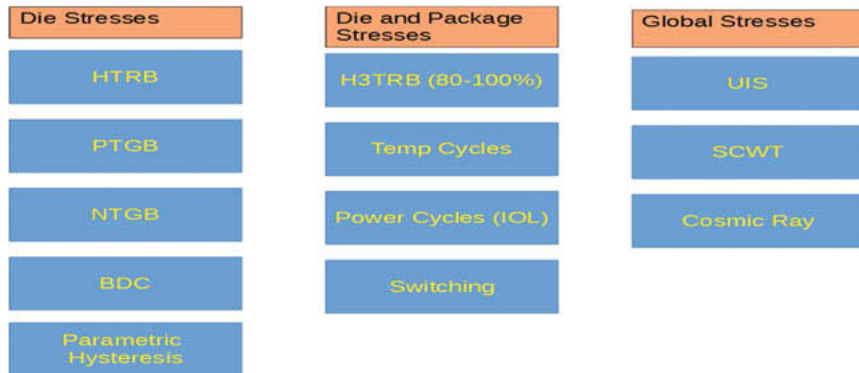 Die Stresses
HTRB
PTGB
NTGB
BDC
Parametric
Hysteresis
Die and Package
Stresses
H3TRB (80-100%)
Temp Cycles
Power Cycles (IOL)
Switching
Global Stresses
UIS
SCWT
Cosmic Ray